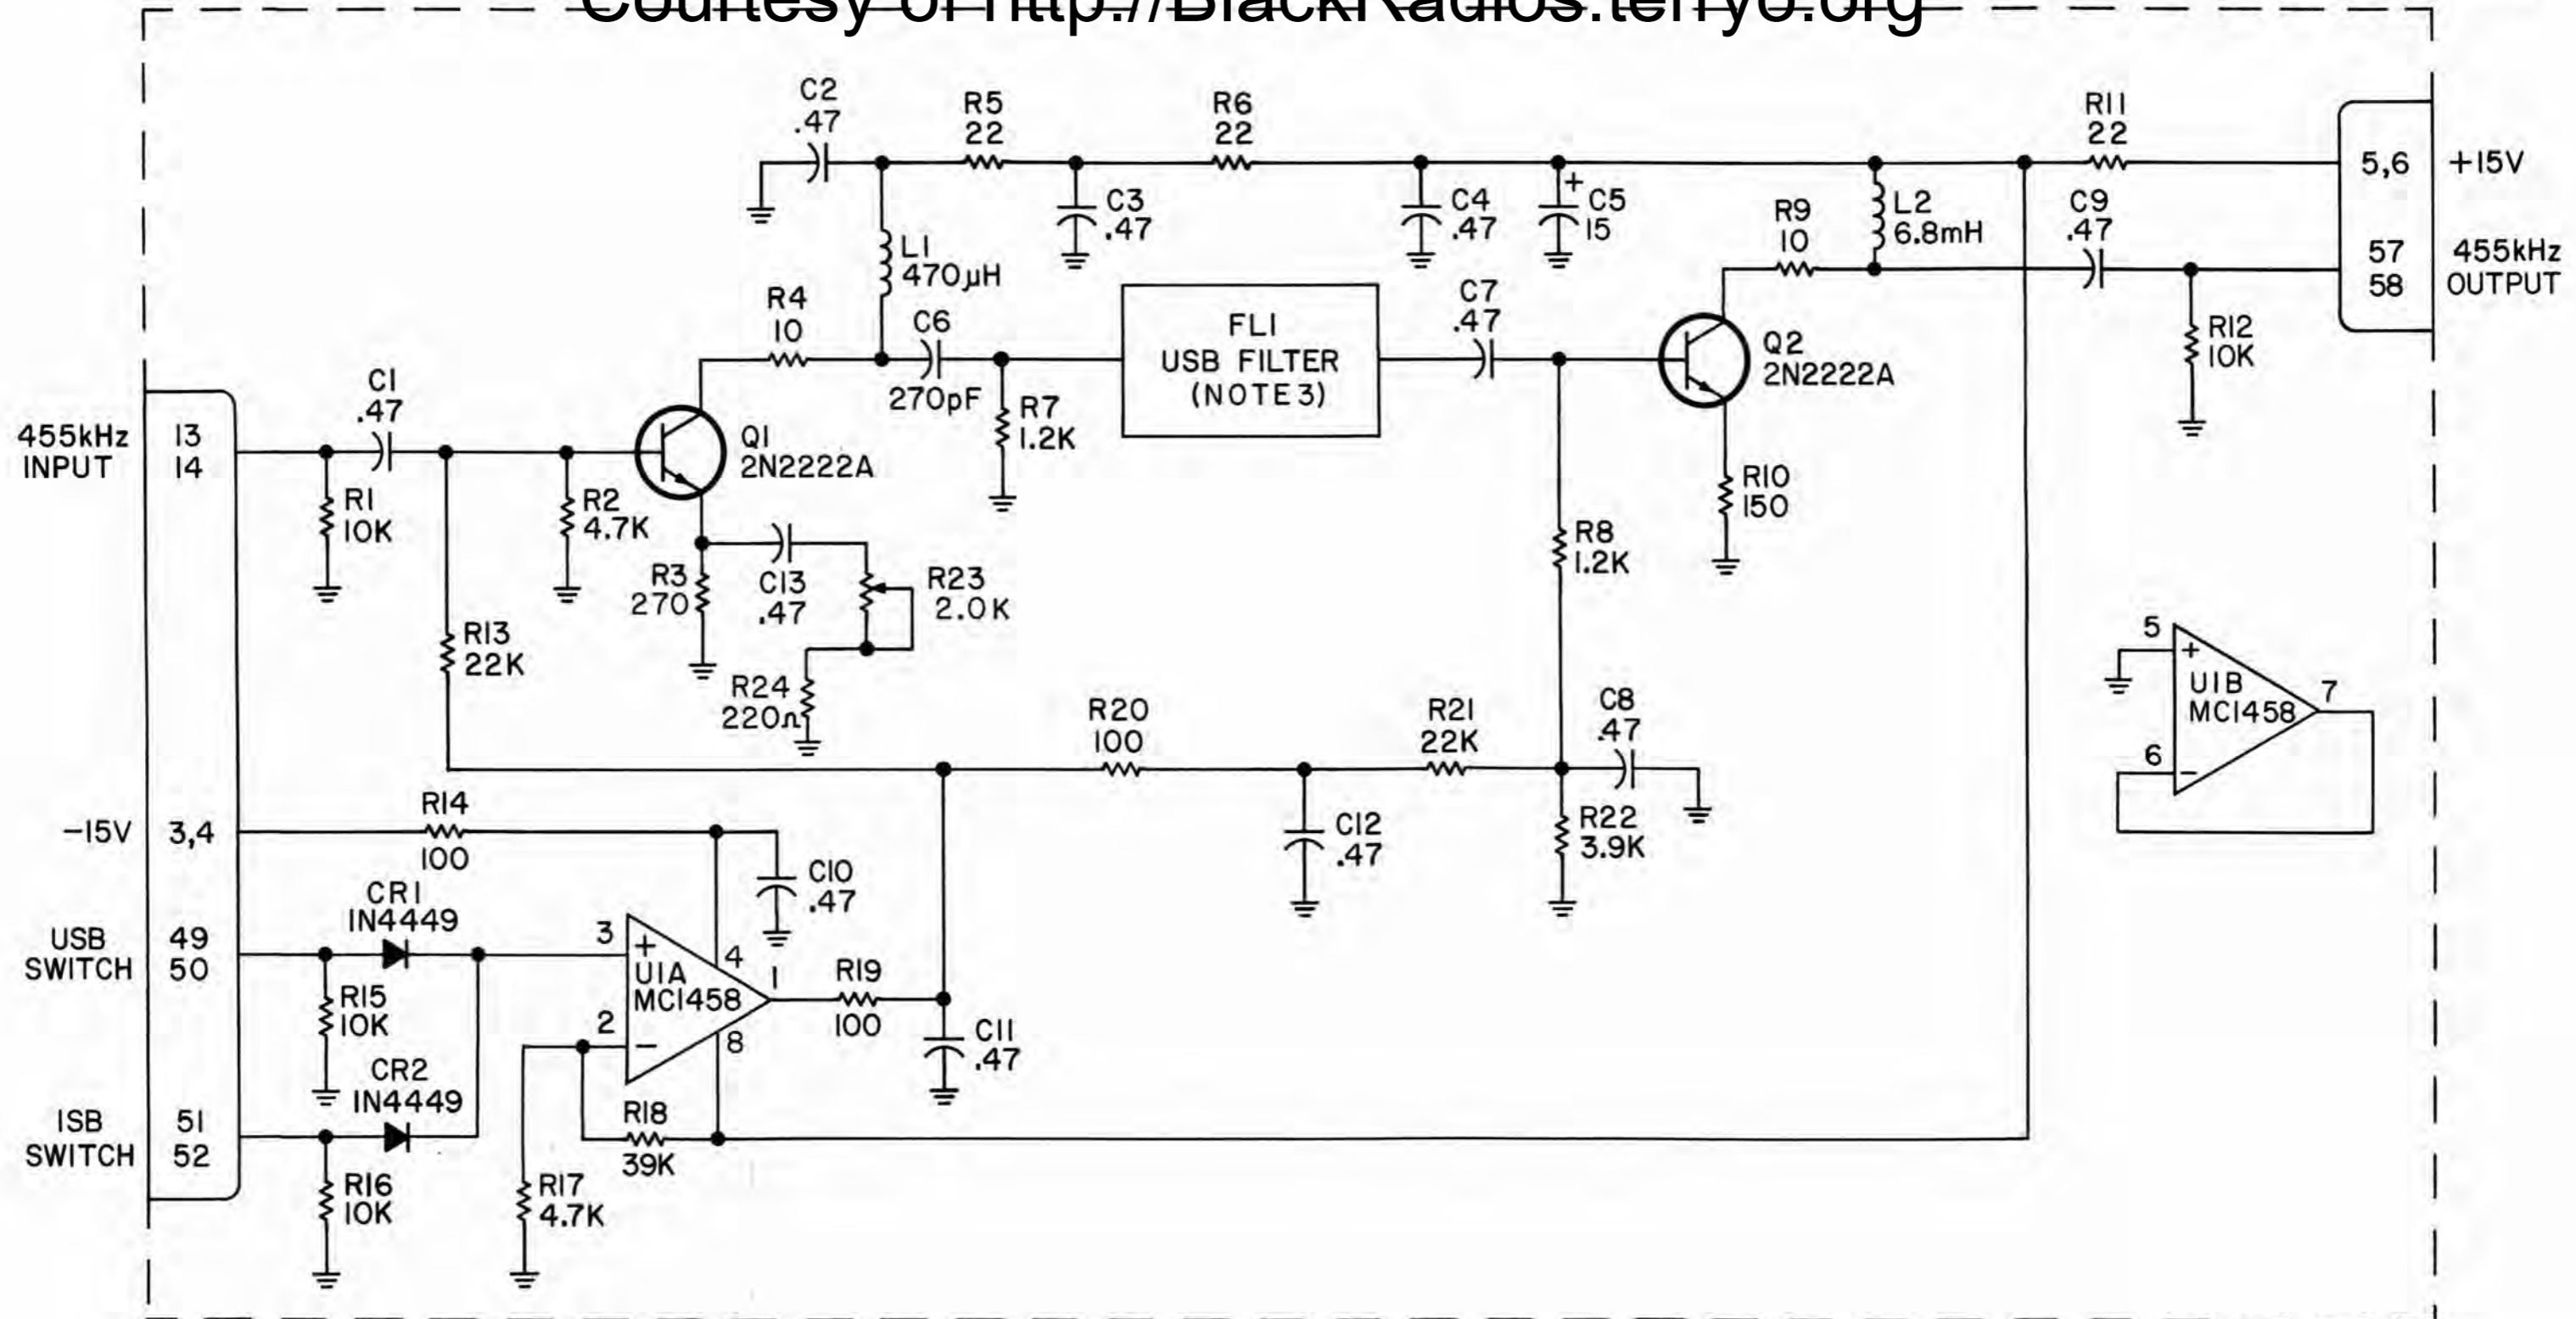 Courtesy of http://BlackRadios.terryo.org
C2
.47
R5
22
R6
22
R11
22
5,6
+15V
C3
.47
C4
.47
+
C5
15
L2
6.8mH
R9
10
C9
.47
57
58
455kHz
OUTPUT
L1
470µH
R4
10
C6
270pF
R7
1.2K
FL1
USB FILTER
(NOTE 3)
C7
.47
Q2
2N2222A
R12
10K
455kHz
INPUT
13
14
C1
.47
R1
10K
R2
4.7K
Q1
2N2222A
R3
270
C13
.47
R23
2.0K
R24
220Ω
R10
150
R8
1.2K
R13
22K
R20
100
R21
22K
C8
.47
R22
3.9K
C12
.47
5
+
6
−
U1B
MC1458
7
−15V
3,4
R14
100
C10
.47
USB
SWITCH
49
50
CR1
1N4449
R15
10K
3
+
U1A
MC1458
2
−
4
1
8
R19
100
C11
.47
CR2
1N4449
ISB
SWITCH
51
52
R16
10K
R18
39K
R17
4.7K